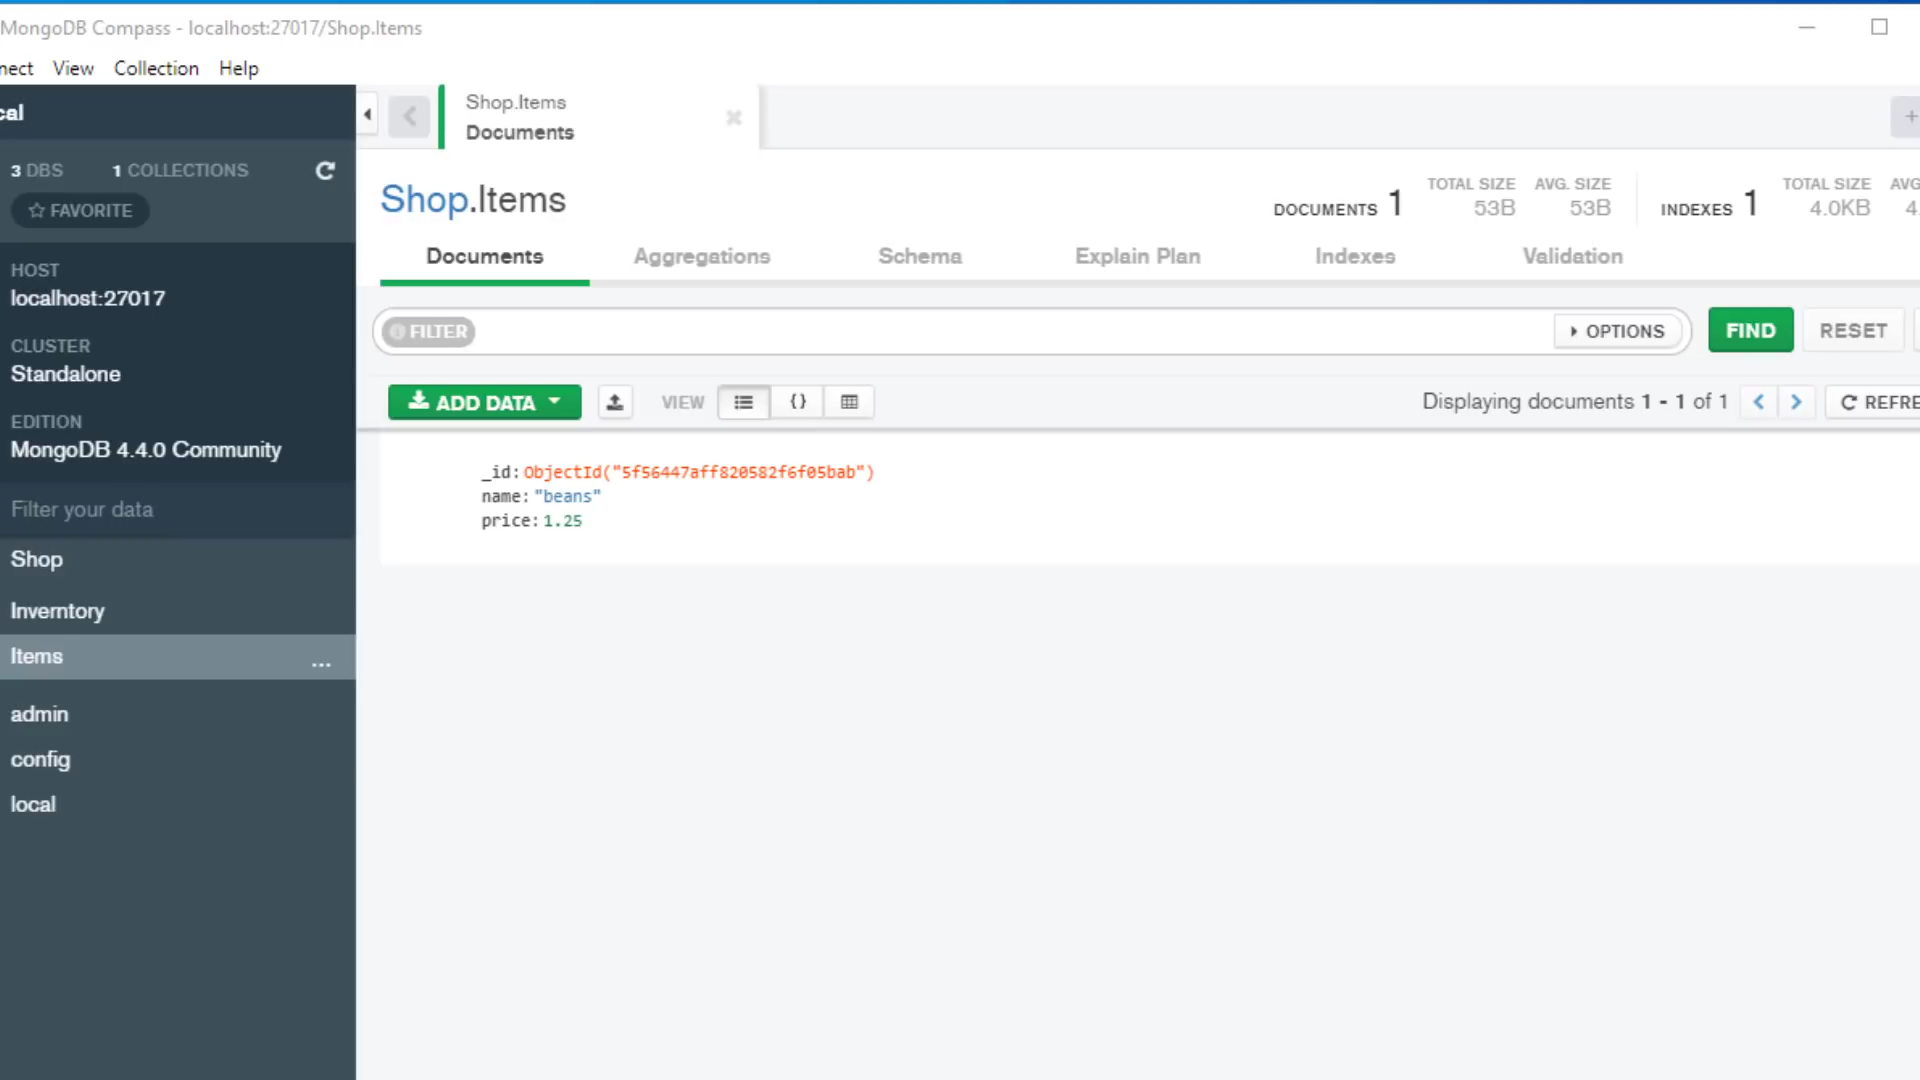 MongoDB Compass - localhost:27017/Shop.Items
nect View Collection Help
cal
3 DBS 1 COLLECTIONS
FAVORITE
HOST
localhost:27017
CLUSTER
Standalone
EDITION
MongoDB 4.4.0 Community
Filter your data
Shop
Inverntory
Items ...
admin
config
local
Shop.Items
Documents
Shop.Items
DOCUMENTS 1
TOTAL SIZE
53B
AVG. SIZE
53B
INDEXES 1
TOTAL SIZE
4.0KB
AVG
4.
Documents Aggregations Schema Explain Plan Indexes Validation
FILTER
OPTIONS
FIND
RESET
ADD DATA
VIEW
{}
Displaying documents 1 - 1 of 1
REFRE
_id: ObjectId("5f56447aff820582f6f05bab")
name: "beans"
price: 1.25